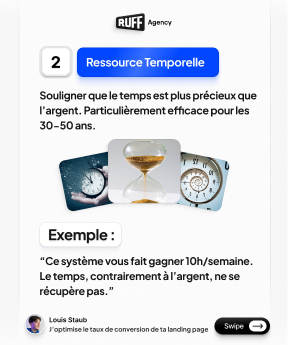 RUFF Agency
2 Ressource Temporelle
Souligner que le temps est plus précieux que
l'argent. Particulièrement efficace pour les
30-50 ans.
Exemple :
“Ce système vous fait gagner 10h/semaine.
Le temps, contrairement à l'argent, ne se
récupère pas.”
Louis Staub
J'optimise le taux de conversion de ta landing page
Swipe